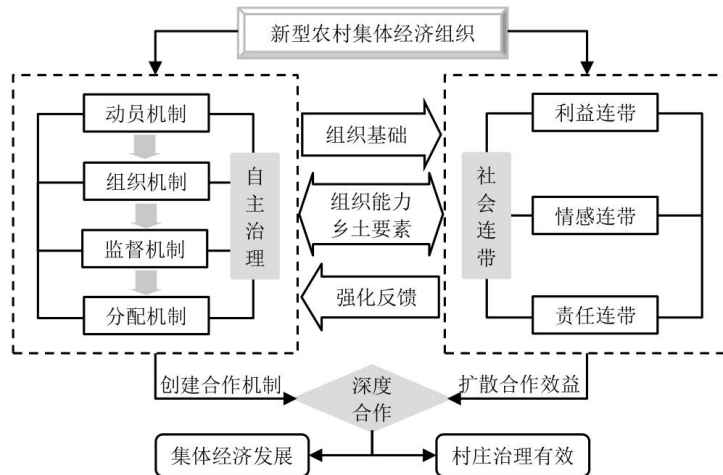 新型农村集体经济组织
动员机制
组织机制
监督机制
分配机制
自主治理
组织基础
组织能力
乡土要素
强化反馈
社会连带
利益连带
情感连带
责任连带
创建合作机制
深度
合作
扩散合作效益
集体经济发展
村庄治理有效